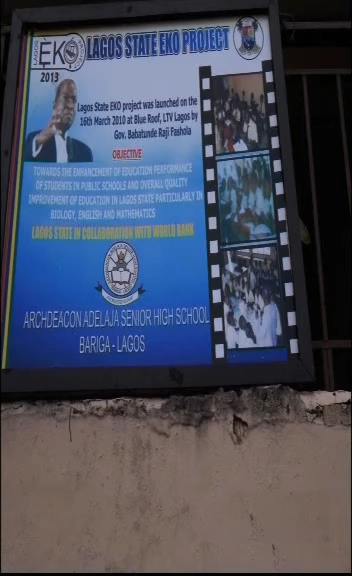 LAGOS
EKO
2013
LAGOS STATE EKO PROJECT
Lagos State EKO project was launched on the
16th March 2010 at Blue Roof, LTV Lagos by
Gov. Babatunde Raji Fashola
OBJECTIVE
TOWARDS THE ENHANCEMENT OF EDUCATION PERFORMANCE
OF STUDENTS IN PUBLIC SCHOOLS AND OVERALL QUALITY
IMPROVEMENT OF EDUCATION IN LAGOS STATE PARTICULARLY IN
BIOLOGY, ENGLISH AND MATHEMATICS
LAGOS STATE IN COLLABORATION WITH WORLD BANK
ARCHDEACON ADELAJA SENIOR HIGH SCHOOL
BARIGA - LAGOS